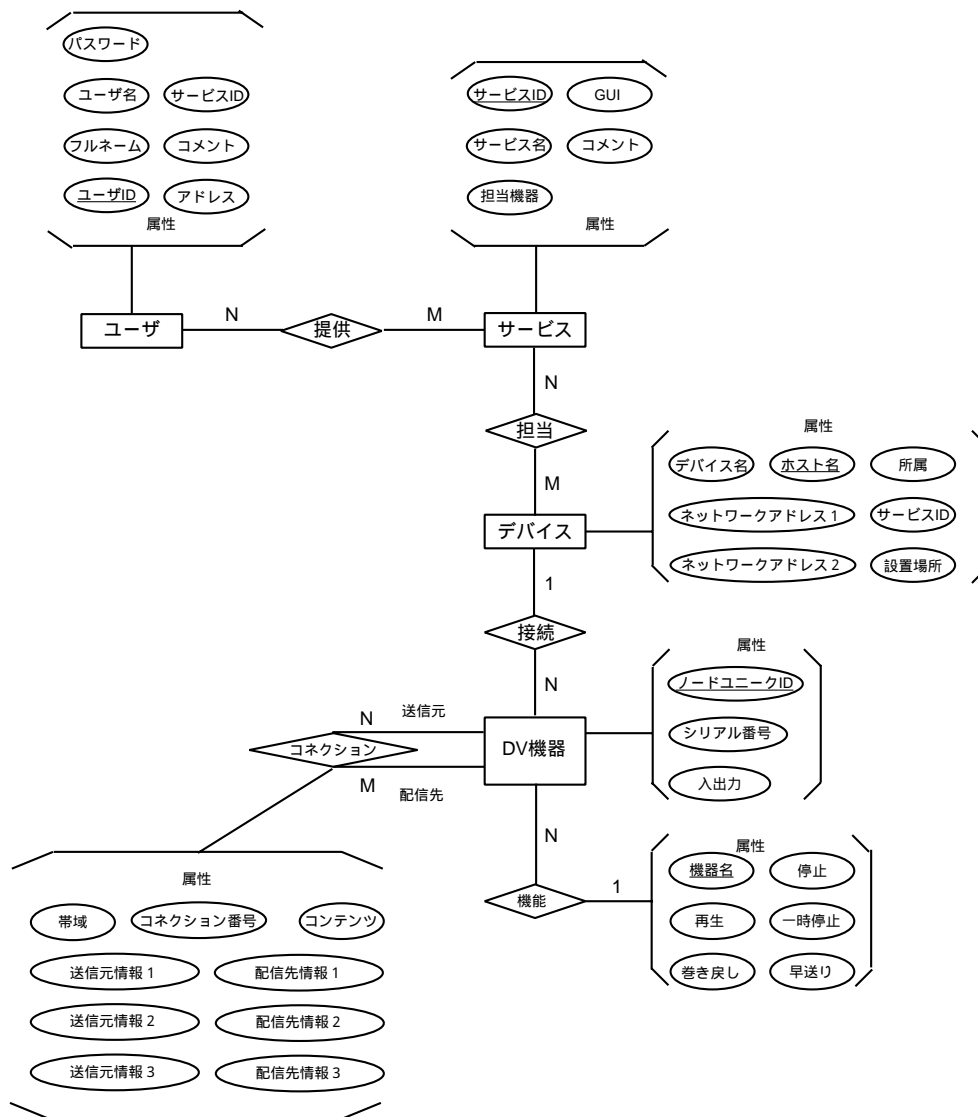 パスワード
ユーザ名 サービスID
フルネーム コメント
ユーザID アドレス
属性
サービスID GUI
サービス名 コメント
担当機器
属性
ユーザ N 提供 M サービス
N
担当
M
デバイス
属性
デバイス名 ホスト名 所属
ネットワークアドレス1 サービスID
ネットワークアドレス2 設置場所
1
接続
N
属性
ノードユニークID
シリアル番号
入出力
N 送信元
コネクション DV機器
M 配信先
N
機能 1
属性
機器名 停止
再生 一時停止
巻き戻し 早送り
属性
帯域 コネクション番号 コンテンツ
送信元情報1 配信先情報1
送信元情報2 配信先情報2
送信元情報3 配信先情報3